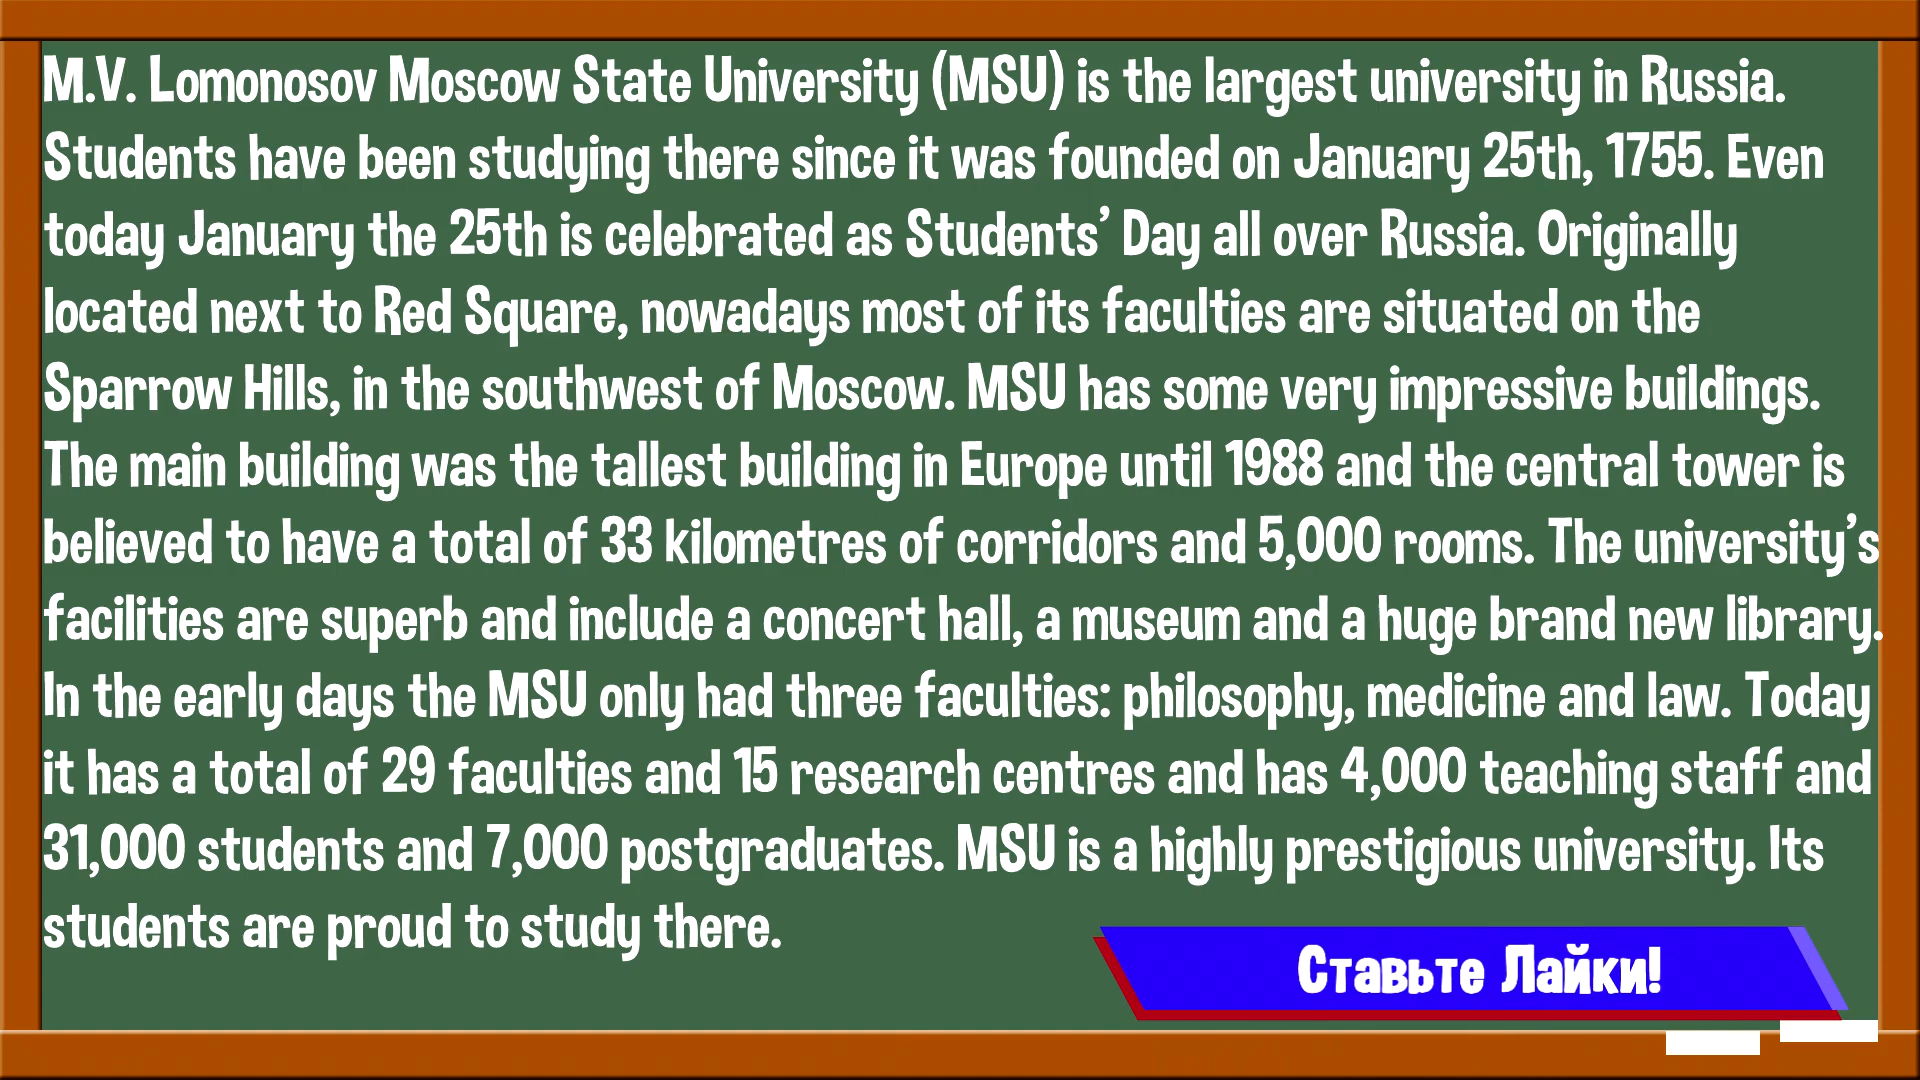 M.V. Lomonosov Moscow State University (MSU) is the largest university in Russia.
Students have been studying there since it was founded on January 25th, 1755. Even
today January the 25th is celebrated as Students’ Day all over Russia. Originally
located next to Red Square, nowadays most of its faculties are situated on the
Sparrow Hills, in the southwest of Moscow. MSU has some very impressive buildings.
The main building was the tallest building in Europe until 1988 and the central tower is
believed to have a total of 33 kilometres of corridors and 5,000 rooms. The university’s
facilities are superb and include a concert hall, a museum and a huge brand new library.
In the early days the MSU only had three faculties: philosophy, medicine and law. Today
it has a total of 29 faculties and 15 research centres and has 4,000 teaching staff and
31,000 students and 7,000 postgraduates. MSU is a highly prestigious university. Its
students are proud to study there.
Ставьте Лайки!